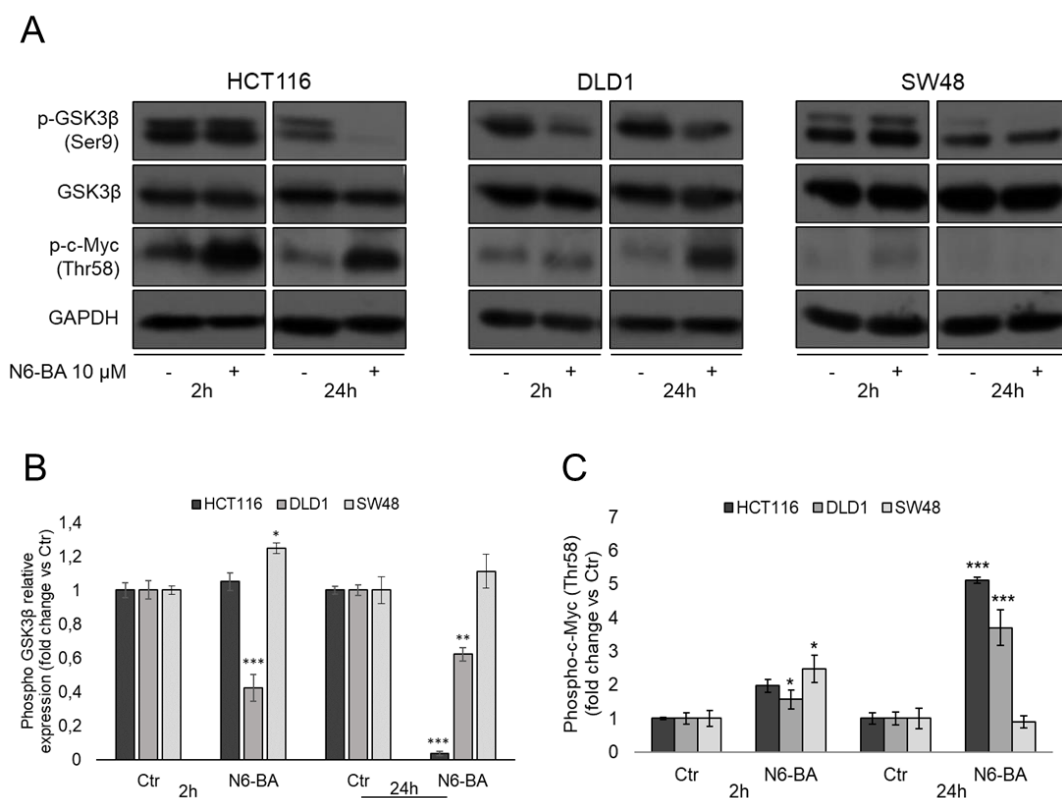 A
HCT116 DLD1 SW48
p-GSK3β
(Ser9)
GSK3β
p-c-Myc
(Thr58)
GAPDH
N6-BA 10 µM - + - + - + - + - + - +
2h 24h 2h 24h 2h 24h
B
HCT116 DLD1 SW48
Phospho GSK3β relative
expression (fold change vs Ctr)
1,4
1,2
1
0,8
0,6
0,4
0,2
0
***
*
***
**
Ctr N6-BA Ctr N6-BA
2h 24h
C
HCT116 DLD1 SW48
Phospho-c-Myc (Thr58)
(fold change vs Ctr)
7
6
5
4
3
2
1
0
*
*
***
***
Ctr N6-BA Ctr N6-BA
2h 24h